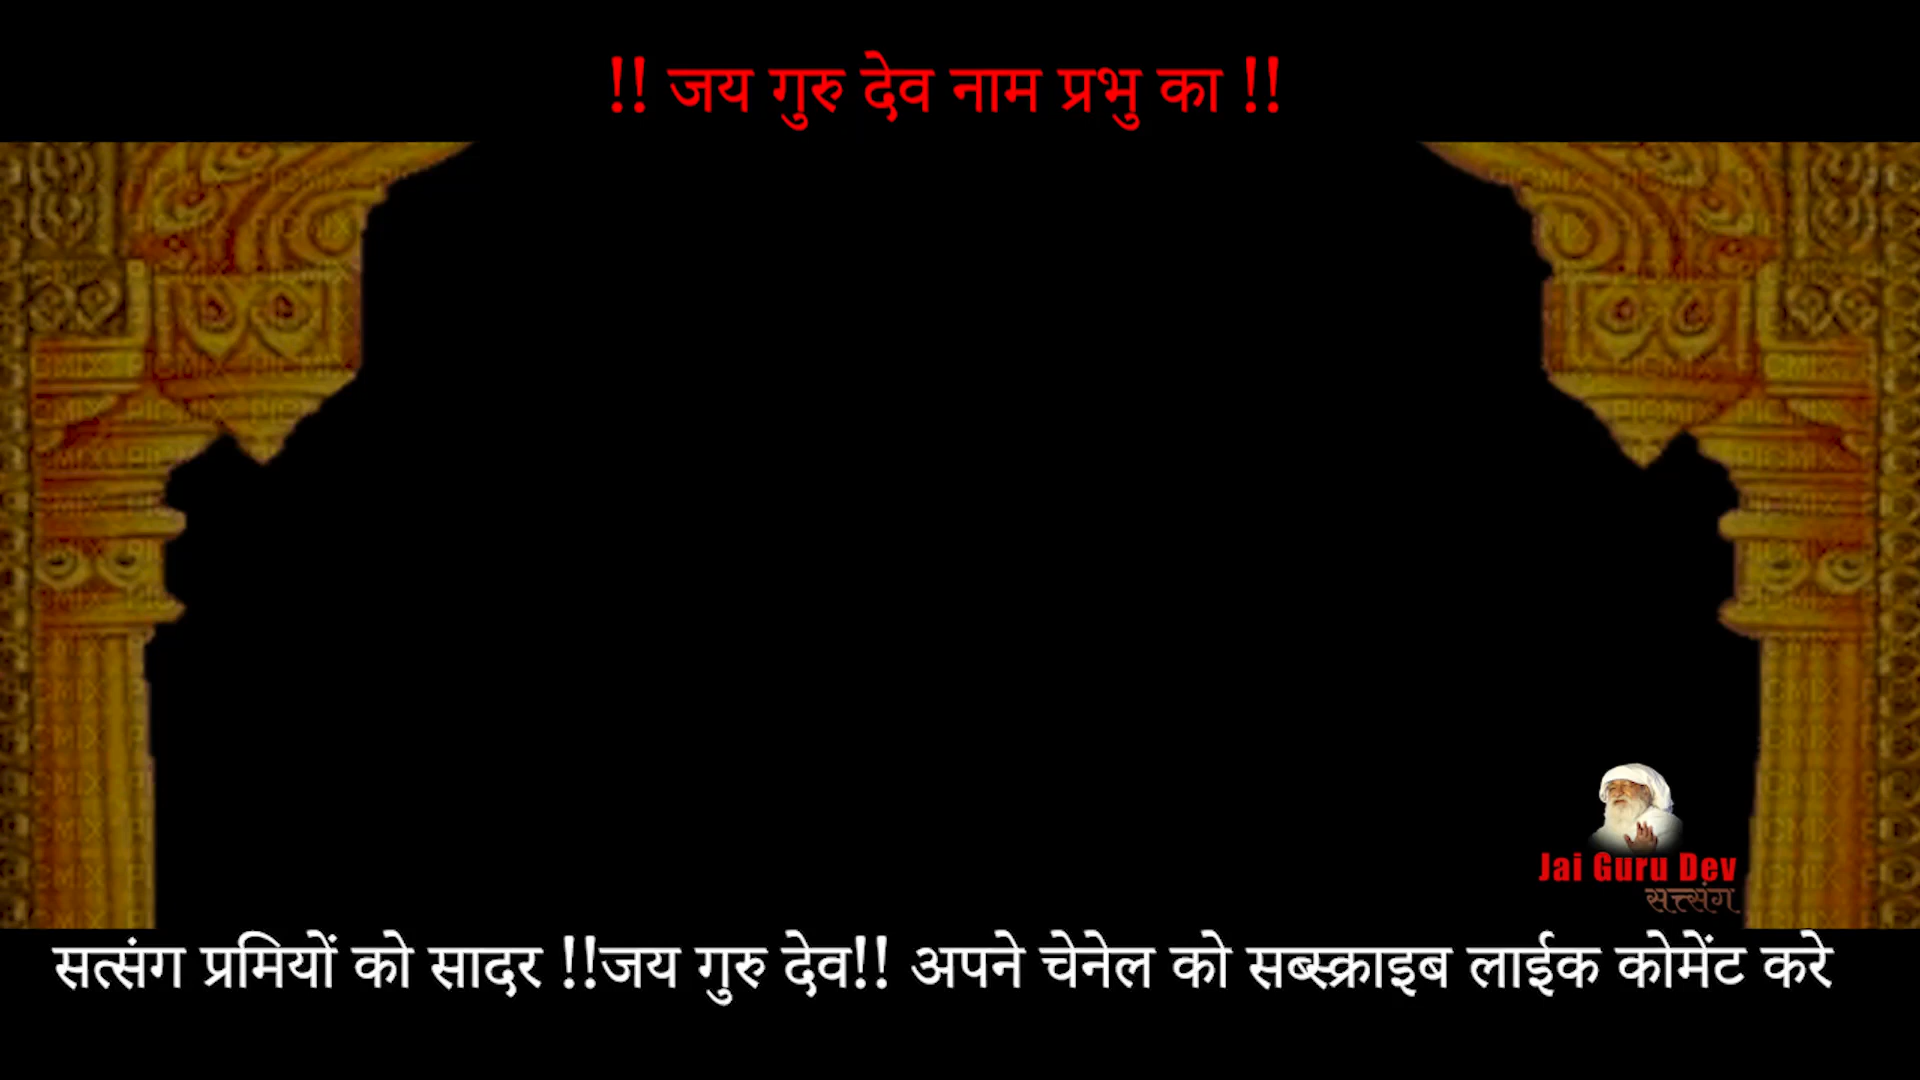 !! जय गुरु देव नाम प्रभु का !!
Jai Guru Dev
सत्त्संग
सत्संग प्रमियों को सादर !!जय गुरु देव!! अपने चेनेल को सब्स्क्राइब लाईक कोमेंट करे